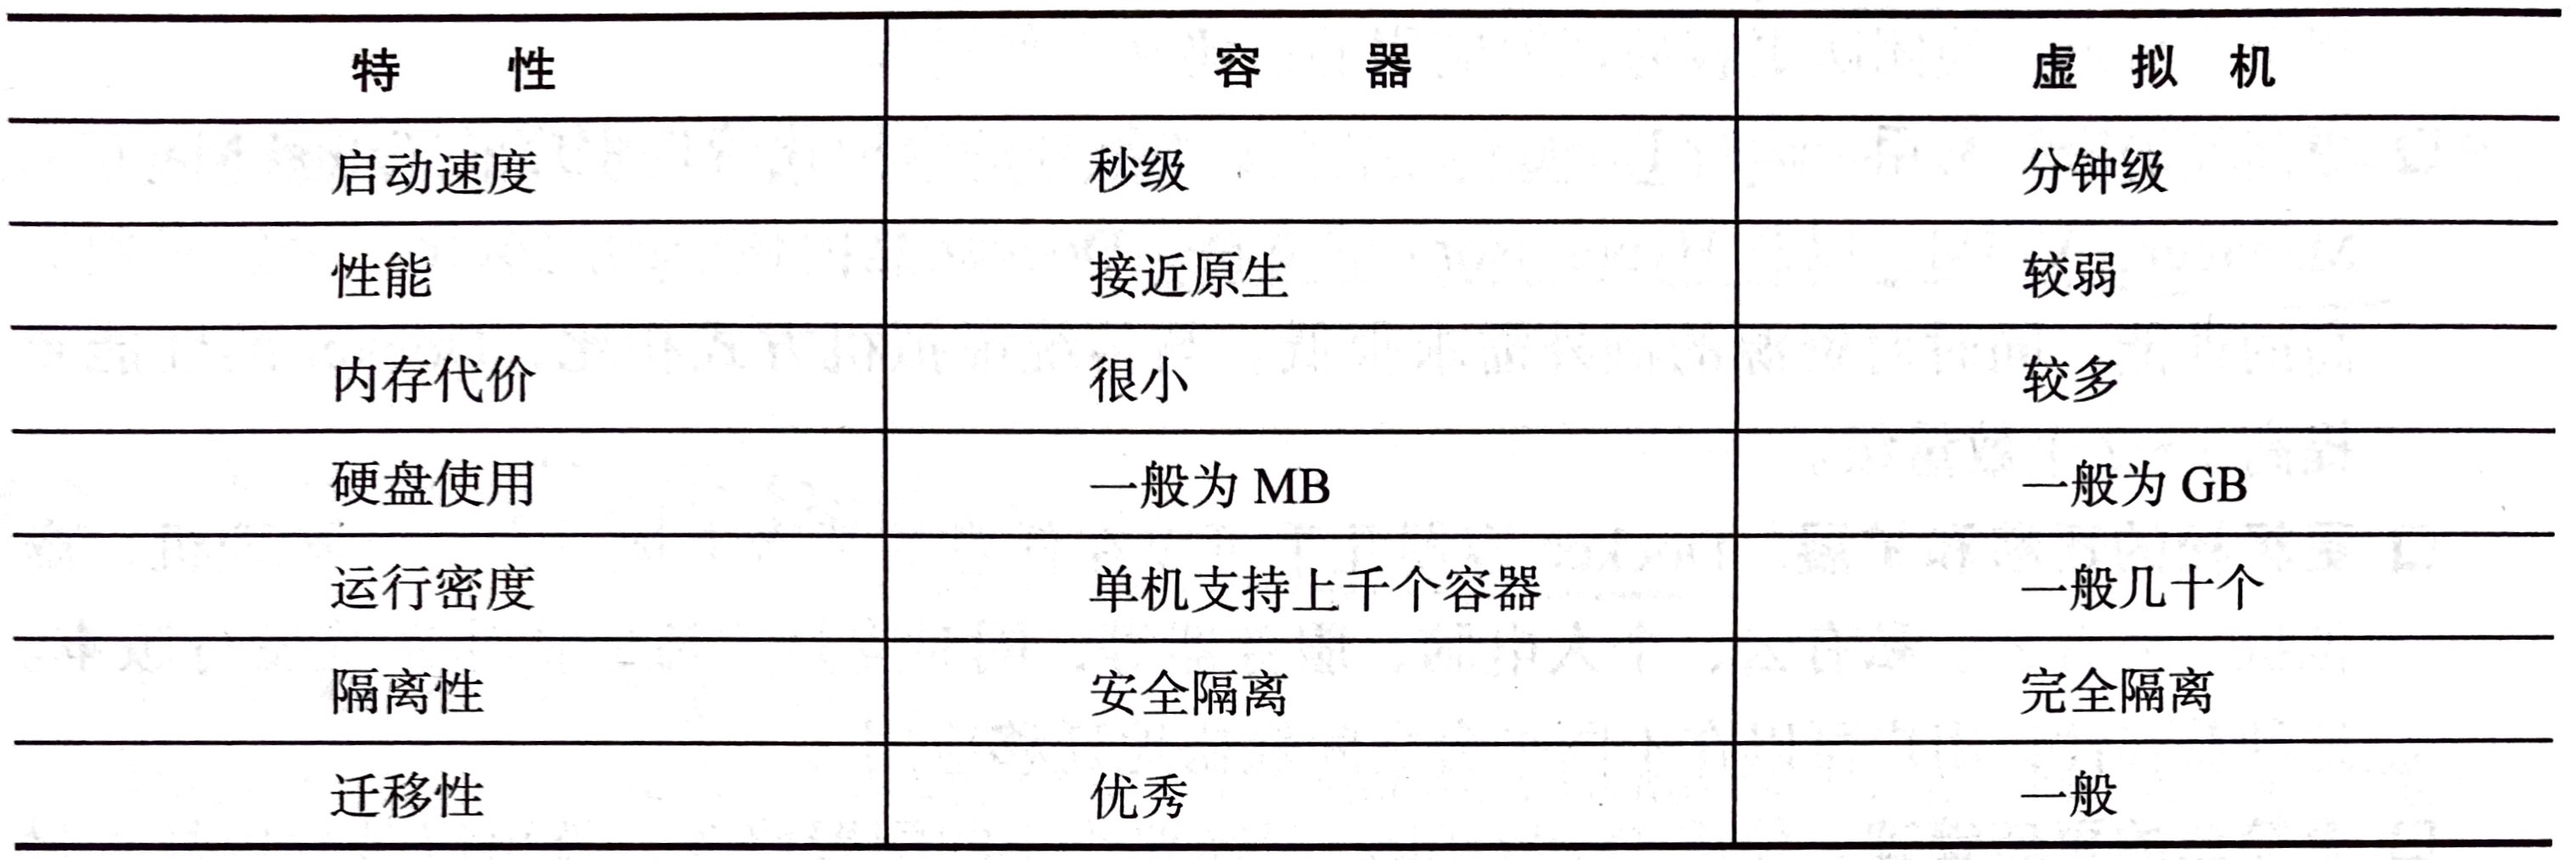 特 性 容 器 虚 拟 机
启动速度 秒级 分钟级
性能 接近原生 较弱
内存代价 很小 较多
硬盘使用 一般为 MB 一般为 GB
运行密度 单机支持上千个容器 一般几十个
隔离性 安全隔离 完全隔离
迁移性 优秀 一般